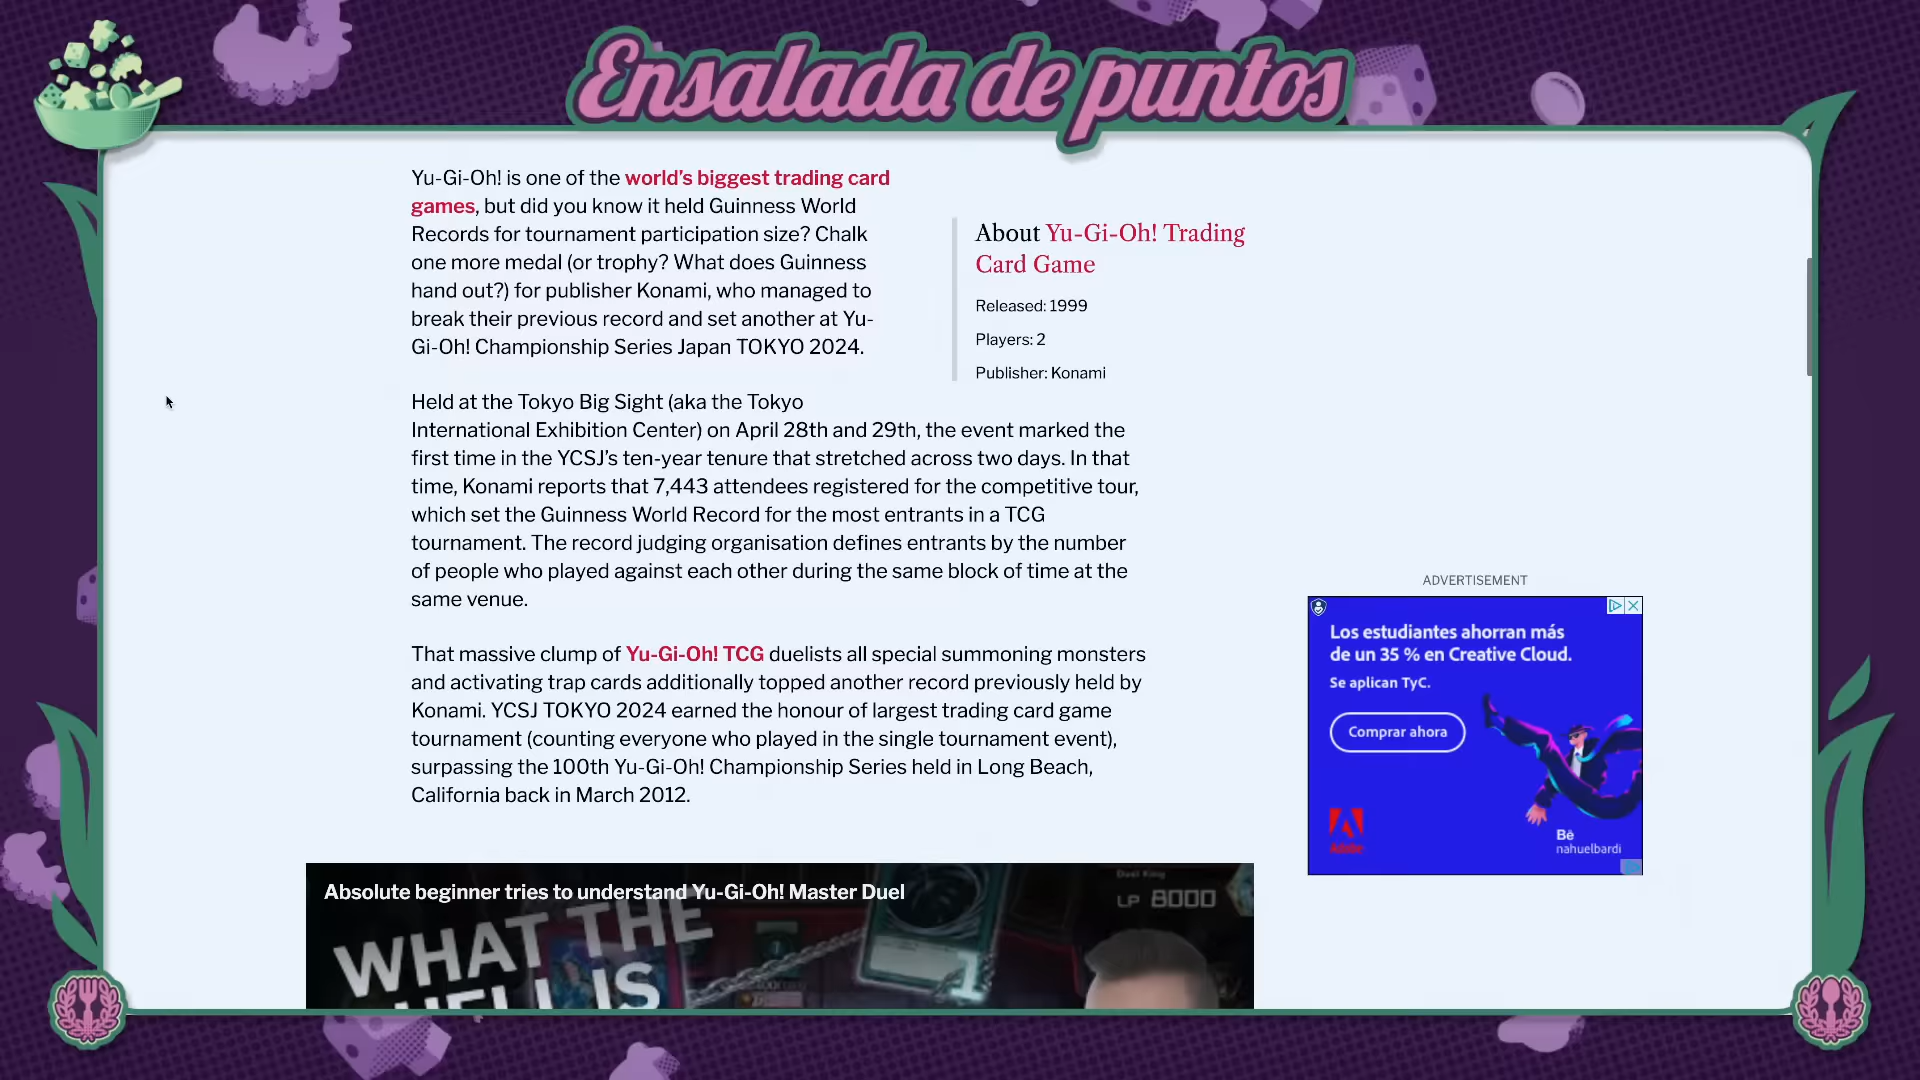 Ensalada de puntos
Yu-Gi-Oh! is one of the world's biggest trading card
games, but did you know it held Guinness World
Records for tournament participation size? Chalk
one more medal (or trophy? What does Guinness
hand out?) for publisher Konami, who managed to
break their previous record and set another at Yu-
Gi-Oh! Championship Series Japan TOKYO 2024.
About Yu-Gi-Oh! Trading
Card Game
Released: 1999
Players: 2
Publisher: Konami
Held at the Tokyo Big Sight (aka the Tokyo
International Exhibition Center) on April 28th and 29th, the event marked the
first time in the YCSJ's ten-year tenure that stretched across two days. In that
time, Konami reports that 7,443 attendees registered for the competitive tour,
which set the Guinness World Record for the most entrants in a TCG
tournament. The record judging organisation defines entrants by the number
of people who played against each other during the same block of time at the
same venue.
That massive clump of Yu-Gi-Oh! TCG duelists all special summoning monsters
and activating trap cards additionally topped another record previously held by
Konami. YCSJ TOKYO 2024 earned the honour of largest trading card game
tournament (counting everyone who played in the single tournament event),
surpassing the 100th Yu-Gi-Oh! Championship Series held in Long Beach,
California back in March 2012.
ADVERTISEMENT
Los estudiantes ahorran más
de un 35 % en Creative Cloud.
Se aplican TyC.
Comprar ahora
Adobe
Bē
nahuelbardi
Absolute beginner tries to understand Yu-Gi-Oh! Master Duel
Duel King
LP 8000
WHAT THE
HELL IS
1